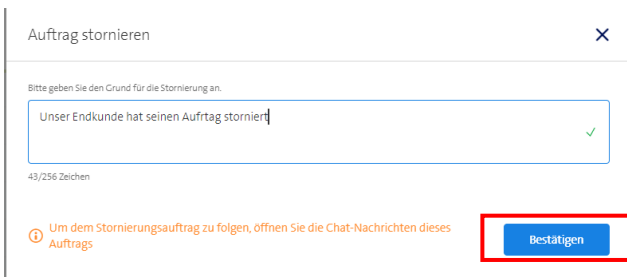 Auftrag stornieren
Bitte geben Sie den Grund für die Stornierung an.
Unser Endkunde hat seinen Aufrtag storniert
43/256 Zeichen
Um dem Stornierungsauftrag zu folgen, öffnen Sie die Chat-Nachrichten dieses
Auftrags
Bestätigen